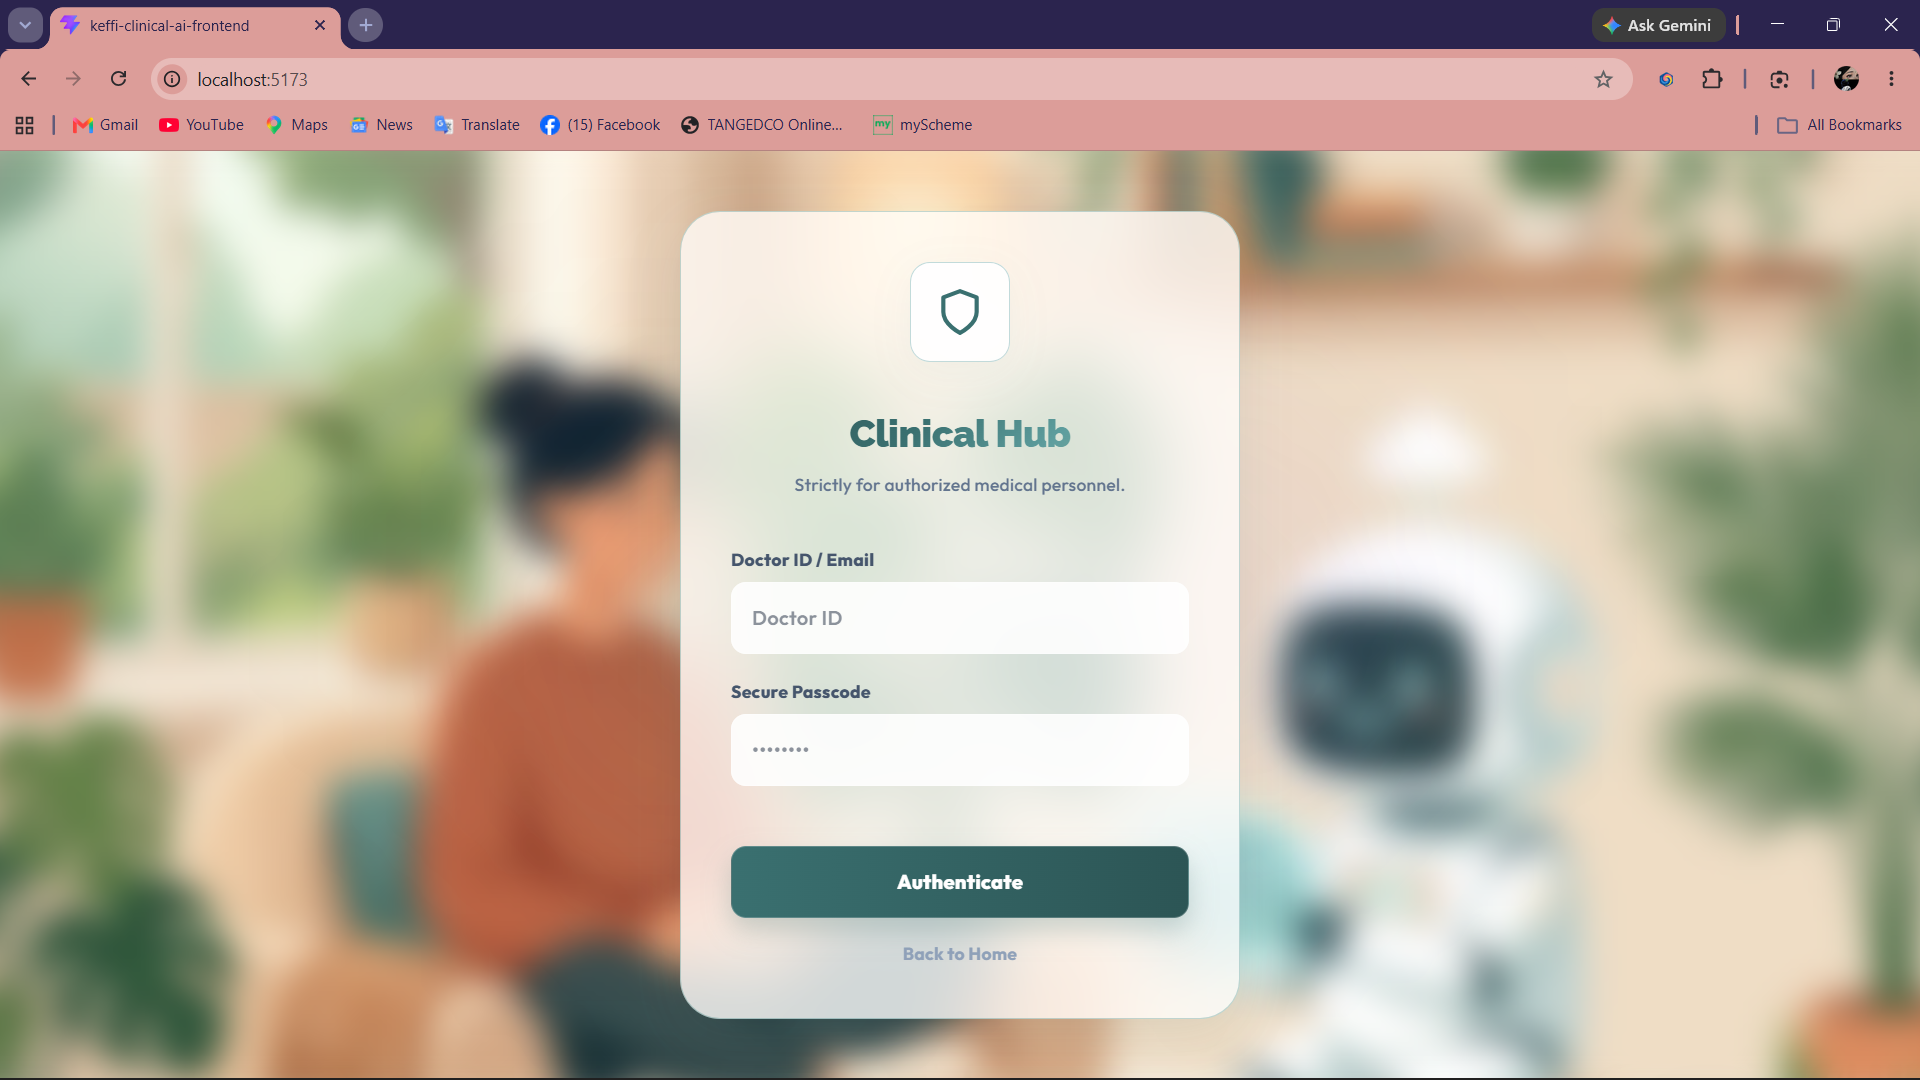 keffi-clinical-ai-frontend
Ask Gemini
localhost:5173
Gmail
YouTube
Maps
News
Translate
(15) Facebook
TANGEDCO Online...
my
myScheme
All Bookmarks
Clinical Hub
Strictly for authorized medical personnel.
Doctor ID / Email
Doctor ID
Secure Passcode
••••••••
Authenticate
Back to Home